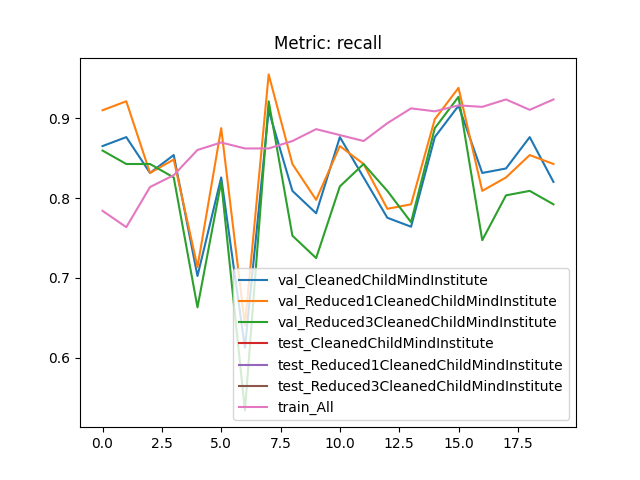 Metric: recall
0.9
0.8
0.7
0.6
val_CleanedChildMindInstitute
val_Reduced1CleanedChildMindInstitute
val_Reduced3CleanedChildMindInstitute
test_CleanedChildMindInstitute
test_Reduced1CleanedChildMindInstitute
test_Reduced3CleanedChildMindInstitute
train_All
0.0 2.5 5.0 7.5 10.0 12.5 15.0 17.5